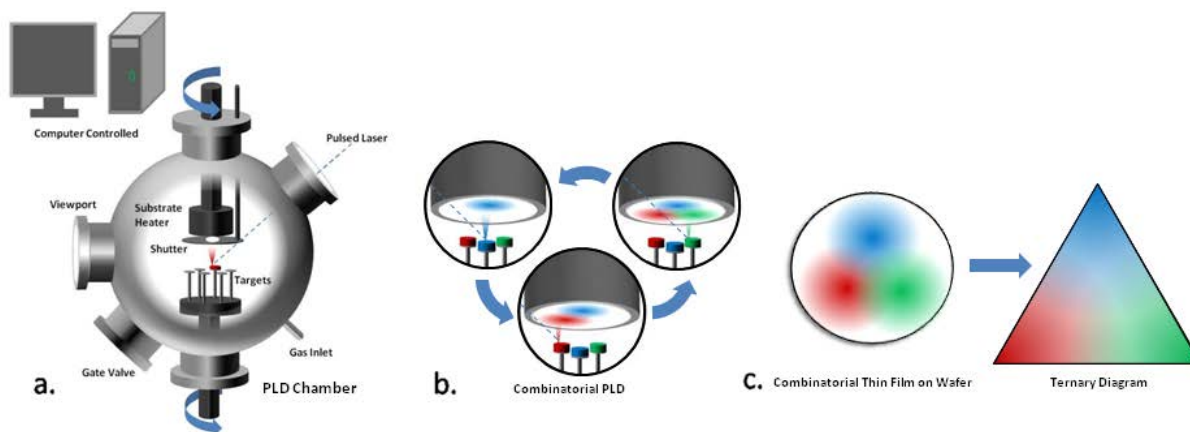 Computer Controlled
Pulsed Laser
Viewport
Substrate
Heater
Shutter
Targets
Gas Inlet
Gate Valve
a.
PLD Chamber
b.
Combinatorial PLD
c.
Combinatorial Thin Film on Wafer
Ternary Diagram